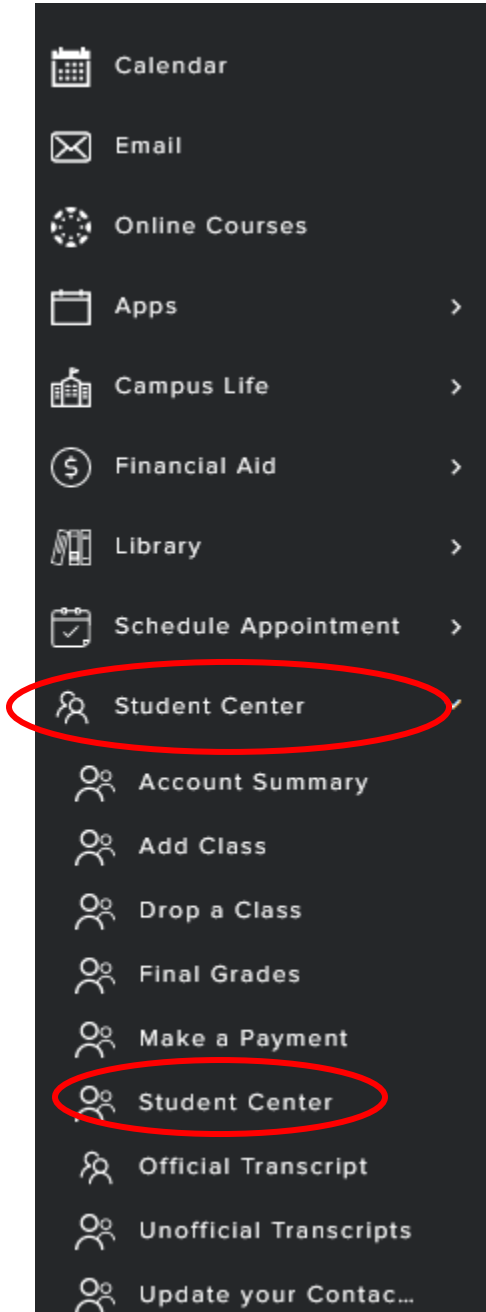 Calendar
Email
Online Courses
Apps
Campus Life
Financial Aid
Library
Schedule Appointment
Student Center
Account Summary
Add Class
Drop a Class
Final Grades
Make a Payment
Student Center
Official Transcript
Unofficial Transcripts
Update your Contac...